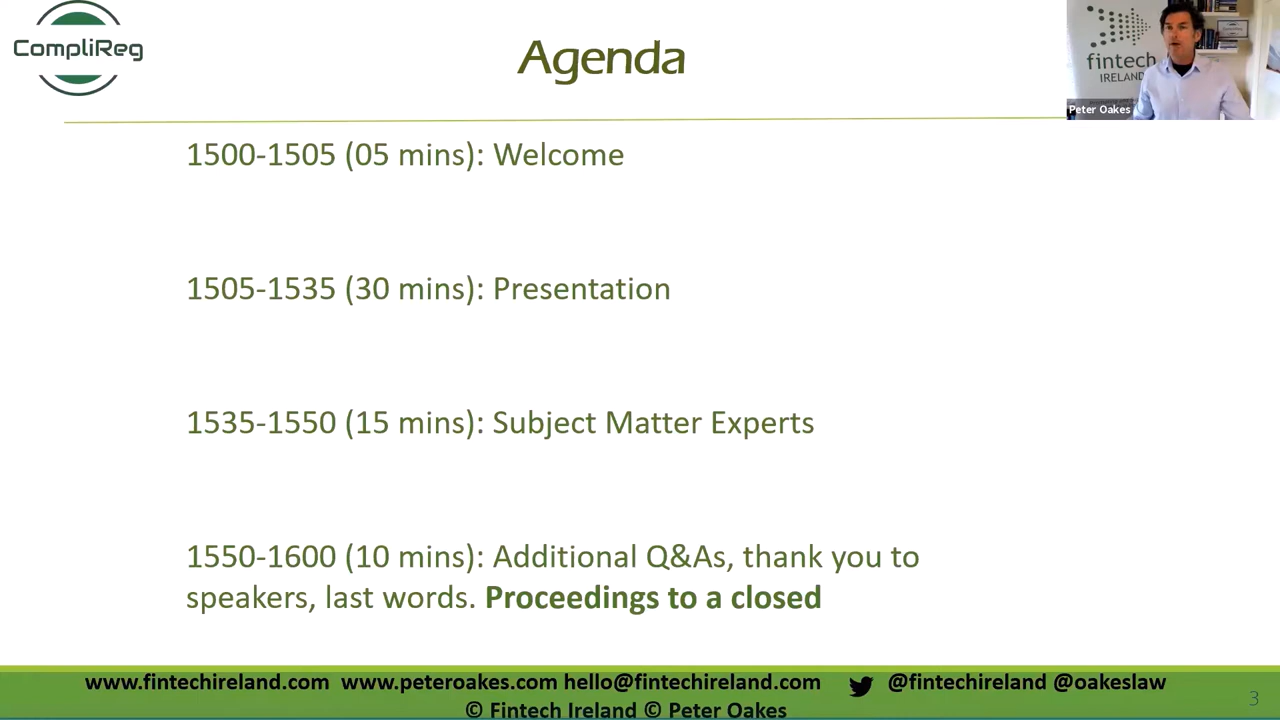 CompliReg
Agenda
fintech
IRELAND
Peter Oakes
1500-1505 (05 mins): Welcome
1505-1535 (30 mins): Presentation
1535-1550 (15 mins): Subject Matter Experts
1550-1600 (10 mins): Additional Q&As, thank you to
speakers, last words. Proceedings to a closed
www.fintechireland.com www.peteroakes.com hello@fintechireland.com @fintechireland @oakeslaw
© Fintech Ireland © Peter Oakes
3